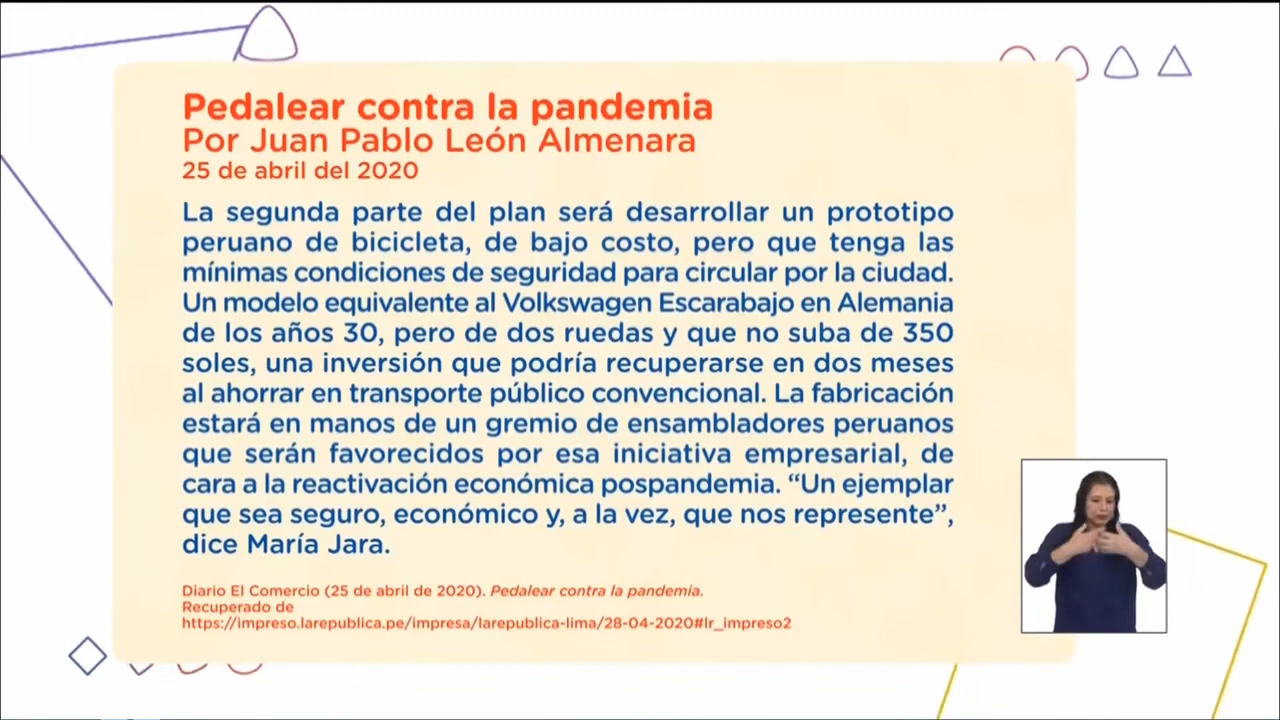 Pedalear contra la pandemia
Por Juan Pablo León Almenara
25 de abril del 2020
La segunda parte del plan será desarrollar un prototipo
peruano de bicicleta, de bajo costo, pero que tenga las
mínimas condiciones de seguridad para circular por la ciudad.
Un modelo equivalente al Volkswagen Escarabajo en Alemania
de los años 30, pero de dos ruedas y que no suba de 350
soles, una inversión que podría recuperarse en dos meses
al ahorrar en transporte público convencional. La fabricación
estará en manos de un gremio de ensambladores peruanos
que serán favorecidos por esa iniciativa empresarial, de
cara a la reactivación económica pospandemia. “Un ejemplar
que sea seguro, económico y, a la vez, que nos represente”,
dice María Jara.
Diario El Comercio (25 de abril de 2020). Pedalear contra la pandemia.
Recuperado de
https://impreso.larepublica.pe/impresa/larepublica-lima/28-04-2020#lr_impreso2